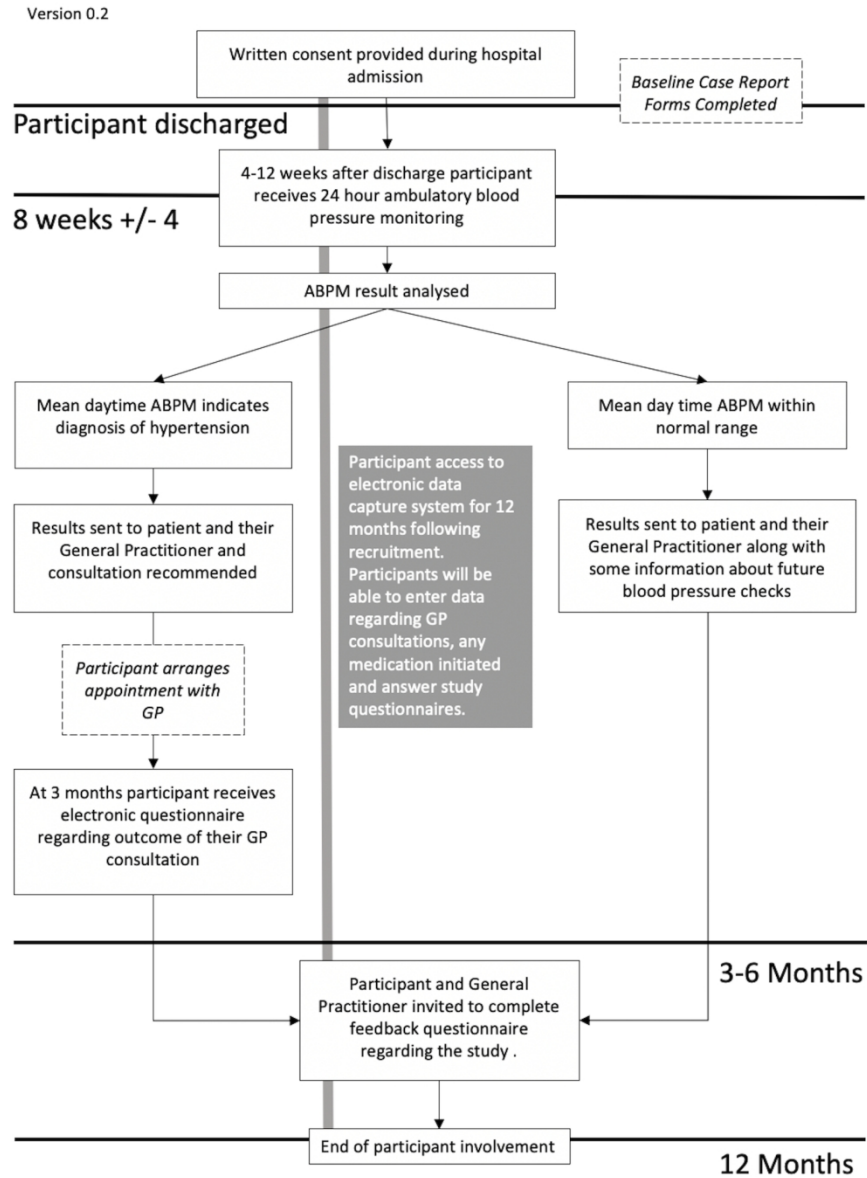 Version 0.2
Written consent provided during hospital
admission
Baseline Case Report
Forms Completed
Participant discharged
4-12 weeks after discharge participant
receives 24 hour ambulatory blood
pressure monitoring
8 weeks +/- 4
ABPM result analysed
Mean daytime ABPM indicates
diagnosis of hypertension
Mean day time ABPM within
normal range
Participant access to
electronic data
capture system for 12
months following
recruitment.
Participants will be
able to enter data
regarding GP
consultations, any
medication initiated
and answer study
questionnaires.
Results sent to patient and their
General Practitioner and
consultation recommended
Results sent to patient and their
General Practitioner along with
some information about future
blood pressure checks
Participant arranges
appointment with
GP
At 3 months participant receives
electronic questionnaire
regarding outcome of their GP
consultation
3-6 Months
Participant and General
Practitioner invited to complete
feedback questionnaire
regarding the study .
End of participant involvement
12 Months